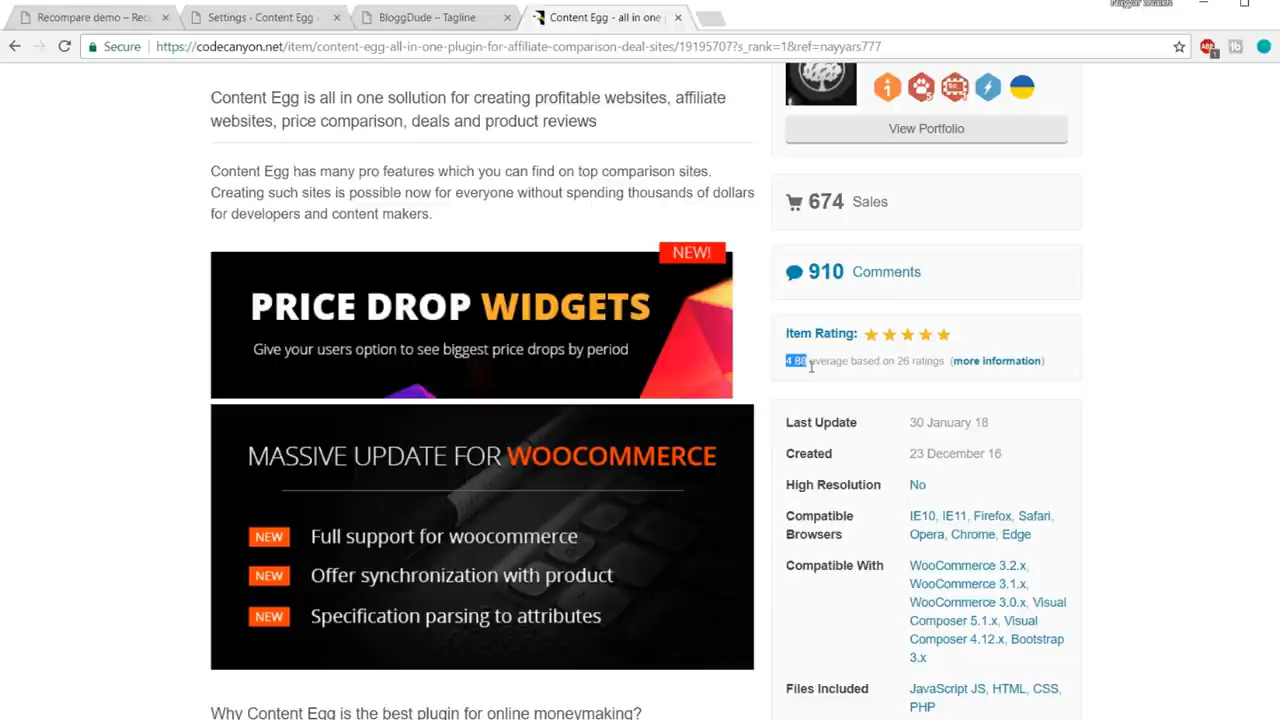 Recompare demo – Rec
Settings ‹ Content Egg
BloggDude – Tagline
Content Egg - all in one
Secure
https://codecanyon.net/item/content-egg-all-in-one-plugin-for-affiliate-comparison-deal-sites/19195707?s_rank=1&ref=nayyars777
Content Egg is all in one sollution for creating profitable websites, affiliate
websites, price comparison, deals and product reviews
Content Egg has many pro features which you can find on top comparison sites.
Creating such sites is possible now for everyone without spending thousands of dollars
for developers and content makers.
NEW!
PRICE DROP WIDGETS
Give your users option to see biggest price drops by period
MASSIVE UPDATE FOR WOOCOMMERCE
NEW Full support for woocommerce
NEW Offer synchronization with product
NEW Specification parsing to attributes
Why Content Egg is the best plugin for online moneymaking?
View Portfolio
674 Sales
910 Comments
Item Rating:
4.88 average based on 26 ratings (more information)
Last Update 30 January 18
Created 23 December 16
High Resolution No
Compatible Browsers
IE10, IE11, Firefox, Safari,
Opera, Chrome, Edge
Compatible With WooCommerce 3.2.x,
WooCommerce 3.1.x,
WooCommerce 3.0.x, Visual
Composer 5.1.x, Visual
Composer 4.12.x, Bootstrap
3.x
Files Included JavaScript JS, HTML, CSS,
PHP